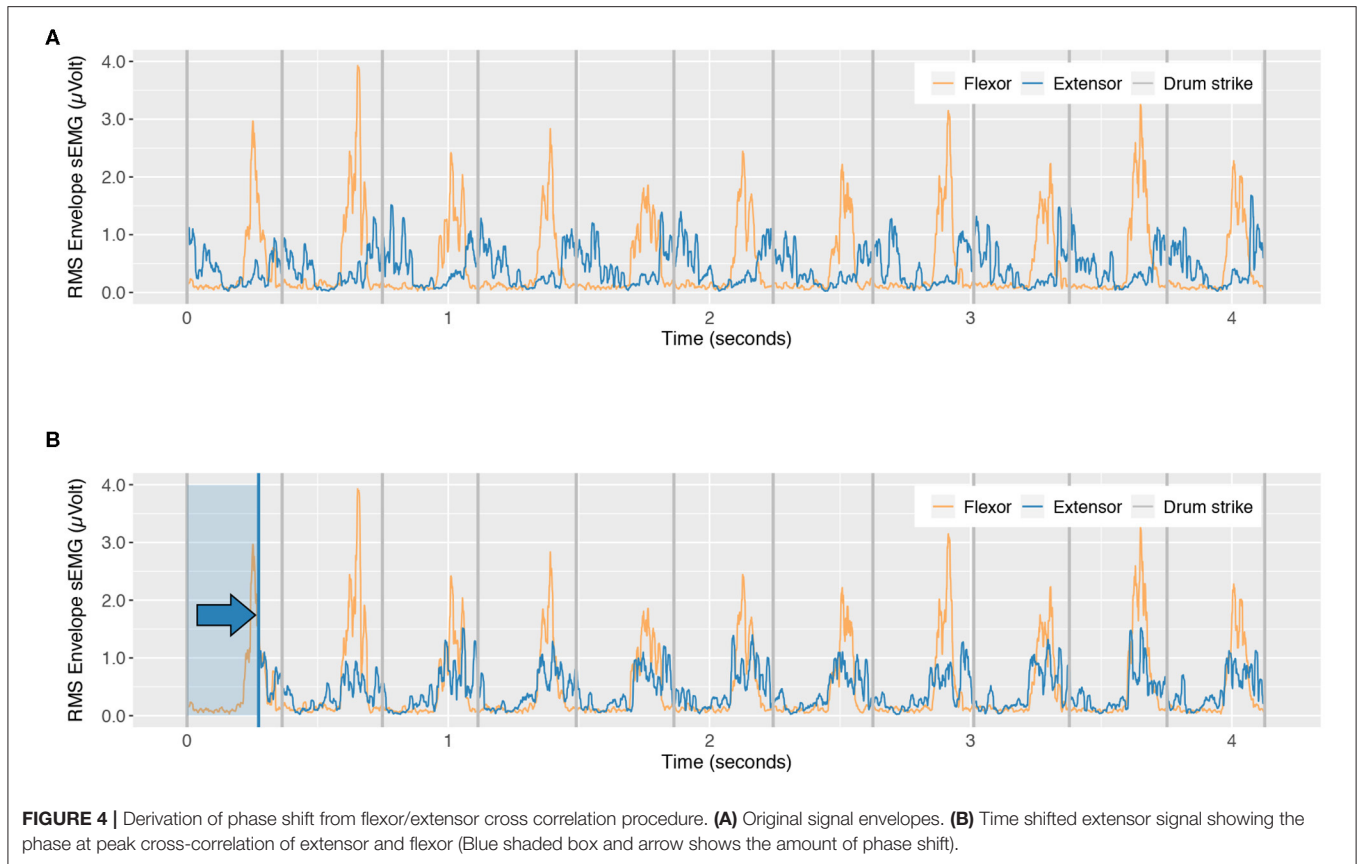 A
RMS Envelope sEMG (µVolt)
4.0
3.0
2.0
1.0
0.0
Flexor Extensor Drum strike
0 1 2 3 4
Time (seconds)
B
RMS Envelope sEMG (µVolt)
4.0
3.0
2.0
1.0
0.0
Flexor Extensor Drum strike
0 1 2 3 4
Time (seconds)
FIGURE 4 | Derivation of phase shift from flexor/extensor cross correlation procedure. (A) Original signal envelopes. (B) Time shifted extensor signal showing the
phase at peak cross-correlation of extensor and flexor (Blue shaded box and arrow shows the amount of phase shift).